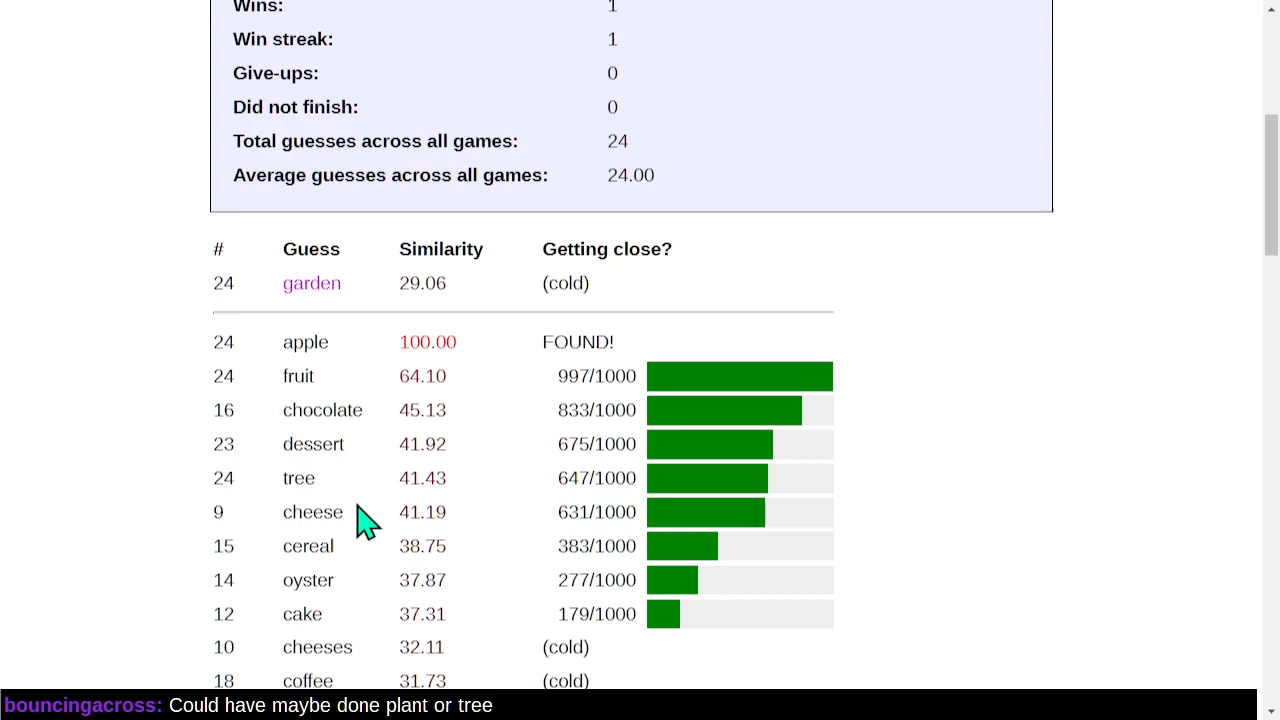 Wins: 1
Win streak: 1
Give-ups: 0
Did not finish: 0
Total guesses across all games: 24
Average guesses across all games: 24.00
# Guess Similarity Getting close?
24 garden 29.06 (cold)
24 apple 100.00 FOUND!
24 fruit 64.10 997/1000
16 chocolate 45.13 833/1000
23 dessert 41.92 675/1000
24 tree 41.43 647/1000
9 cheese 41.19 631/1000
15 cereal 38.75 383/1000
14 oyster 37.87 277/1000
12 cake 37.31 179/1000
10 cheeses 32.11 (cold)
18 coffee 31.73 (cold)
bouncingacross: Could have maybe done plant or tree